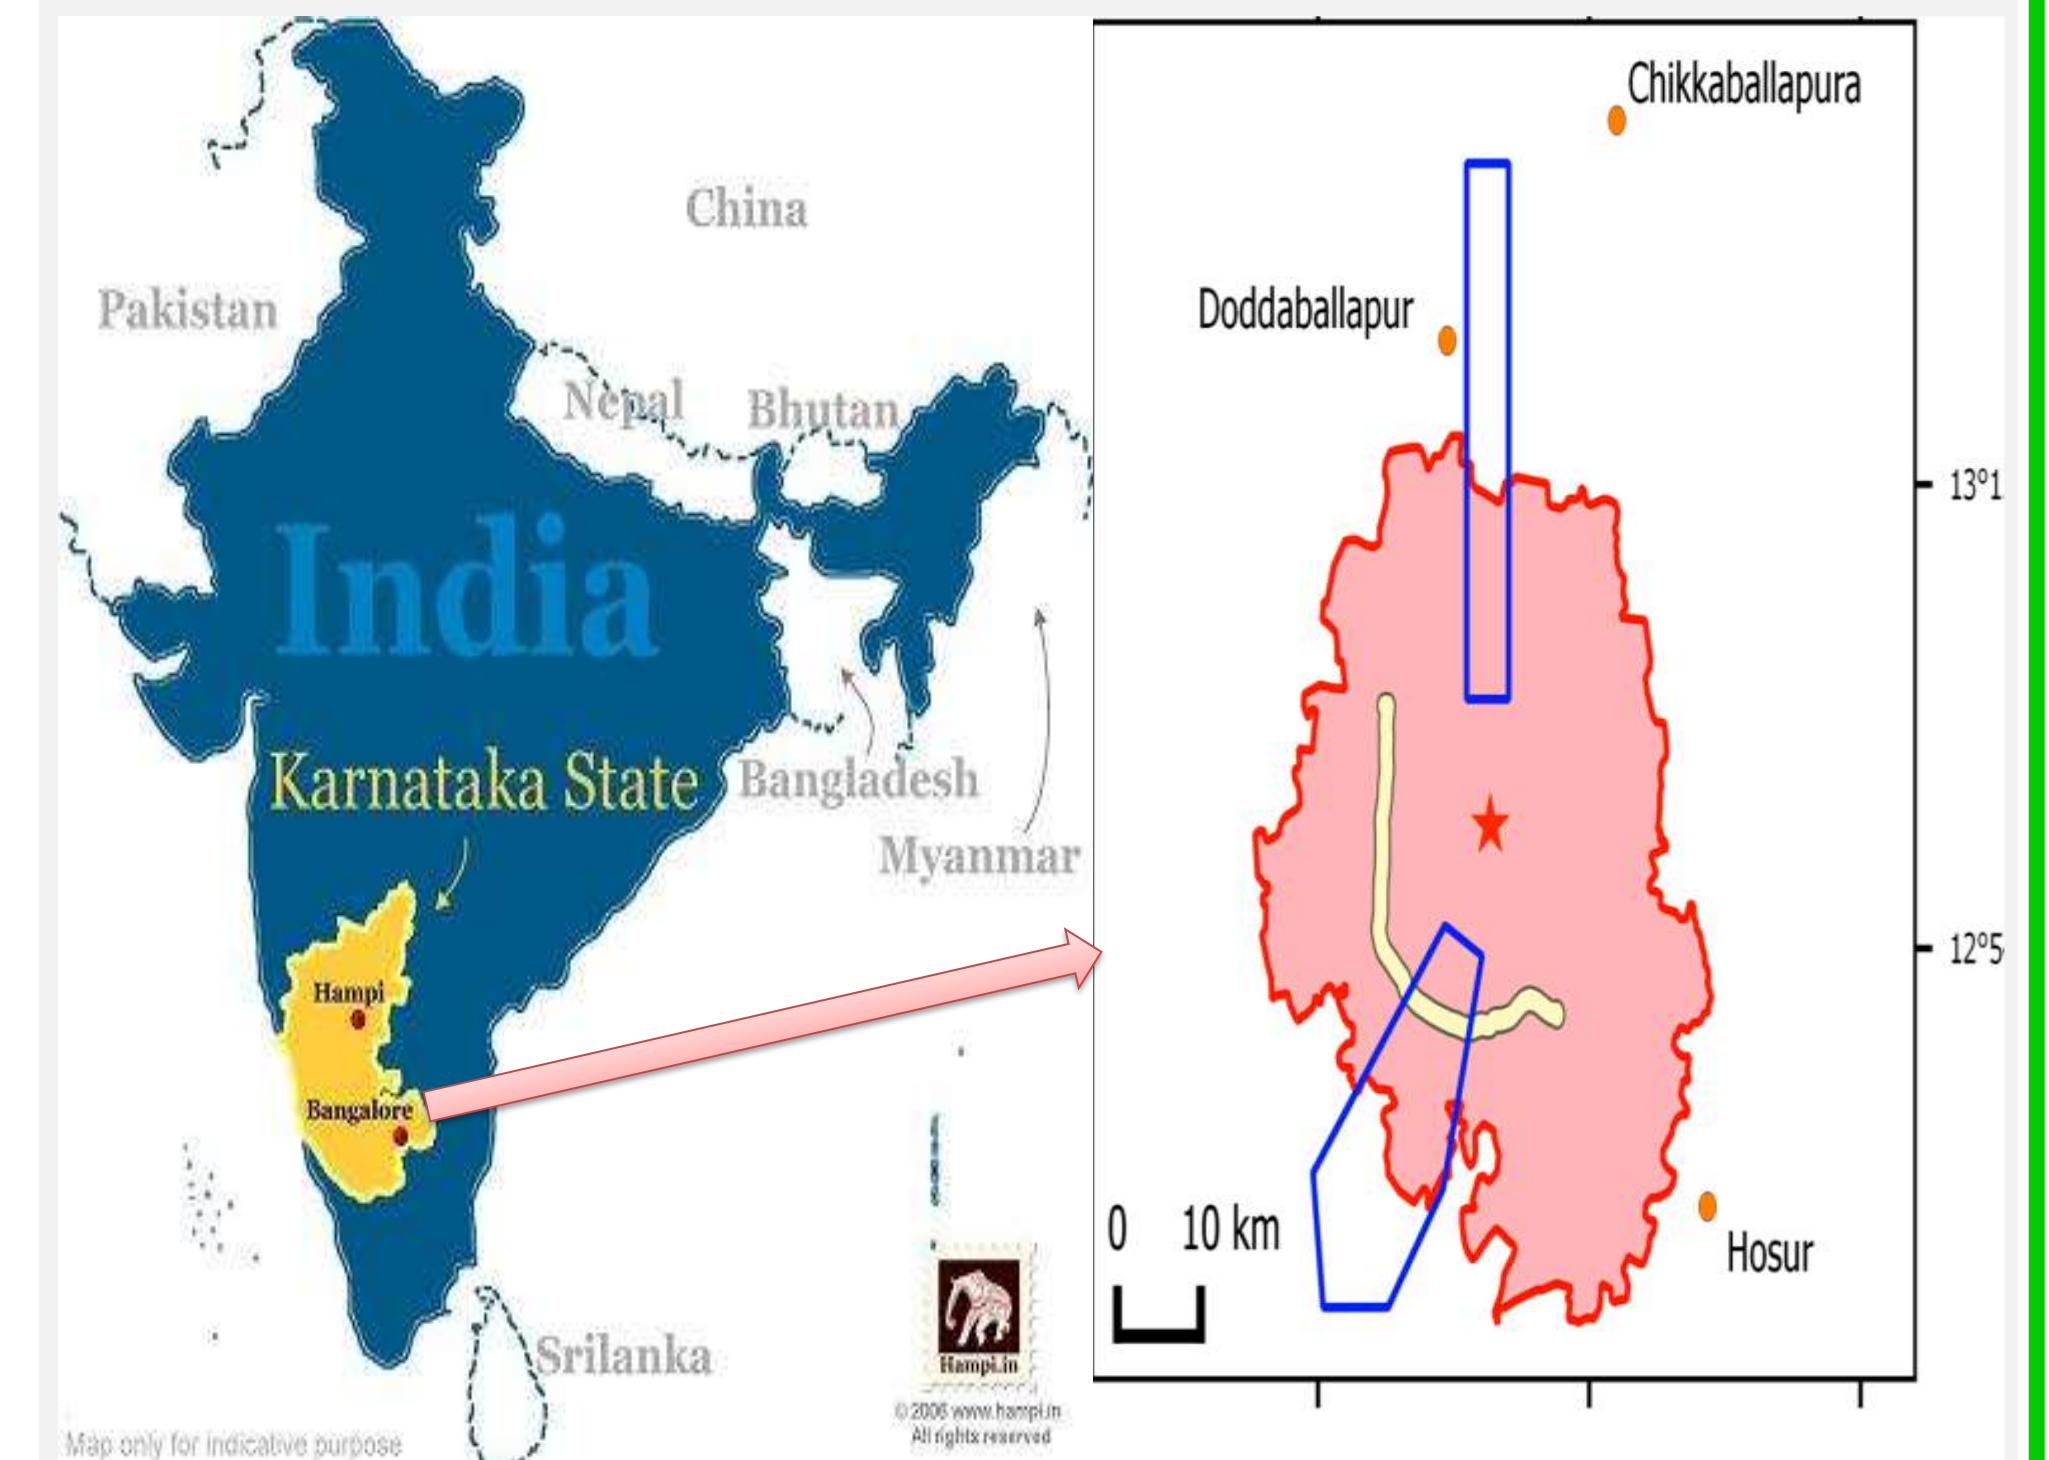 China
Pakistan
Nepal
Bhutan
India
Karnataka State
Bangladesh
Myanmar
Hampi
Bangalore
Srilanka
Hampi.in
© 2006 www.hampi.in
All rights reserved
Map only for indicative purpose
Chikkaballapura
Doddaballapur
13°1
12°5
0 10 km
Hosur